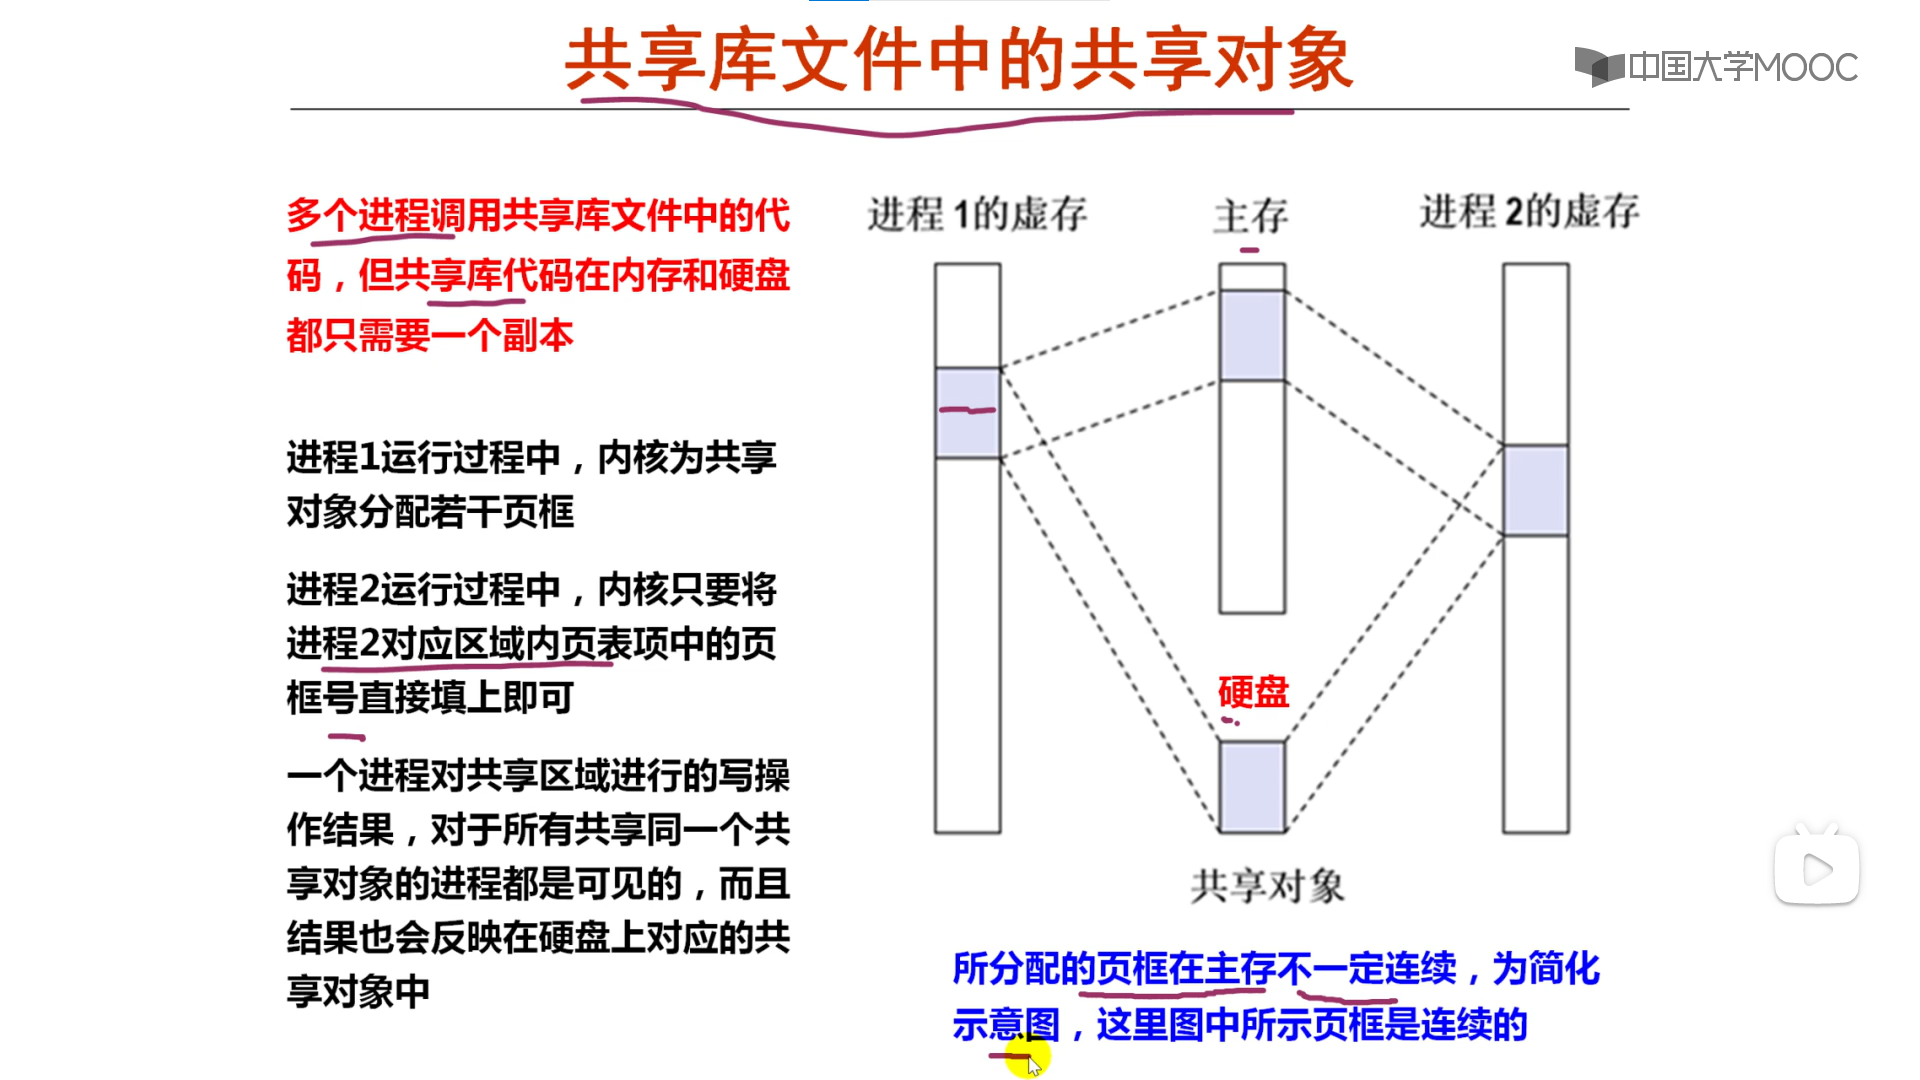 共享库文件中的共享对象
中国大学MOOC
多个进程调用共享库文件中的代
码，但共享库代码在内存和硬盘
都只需要一个副本
进程1运行过程中，内核为共享
对象分配若干页框
进程2运行过程中，内核只要将
进程2对应区域内页表项中的页
框号直接填上即可
一个进程对共享区域进行的写操
作结果，对于所有共享同一个共
享对象的进程都是可见的，而且
结果也会反映在硬盘上对应的共
享对象中
进程 1的虚存
主存
进程 2的虚存
硬盘
共享对象
所分配的页框在主存不一定连续，为简化
示意图，这里图中所示页框是连续的